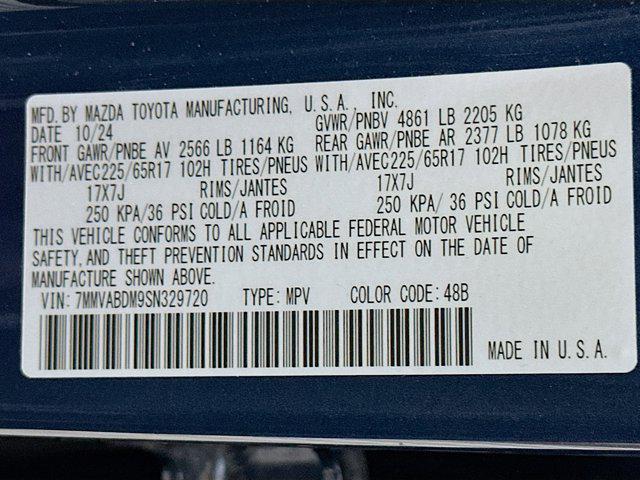 MFD. BY MAZDA TOYOTA MANUFACTURING, U.S.A., INC.
DATE 10/24 GVWR/PNBV 4861 LB 2205 KG
FRONT GAWR/PNBE AV 2566 LB 1164 KG REAR GAWR/PNBE AR 2377 LB 1078 KG
WITH/AVEC225/65R17 102H TIRES/PNEUS WITH/AVEC225/65R17 102H TIRES/PNEUS
17X7J RIMS/JANTES 17X7J RIMS/JANTES
250 KPA/36 PSI COLD/A FROID 250 KPA/ 36 PSI COLD/A FROID
THIS VEHICLE CONFORMS TO ALL APPLICABLE FEDERAL MOTOR VEHICLE
SAFETY, AND THEFT PREVENTION STANDARDS IN EFFECT ON THE DATE OF
MANUFACTURE SHOWN ABOVE.
VIN: 7MMVABDM9SN329720 TYPE: MPV COLOR CODE: 48B
MADE IN U.S.A.